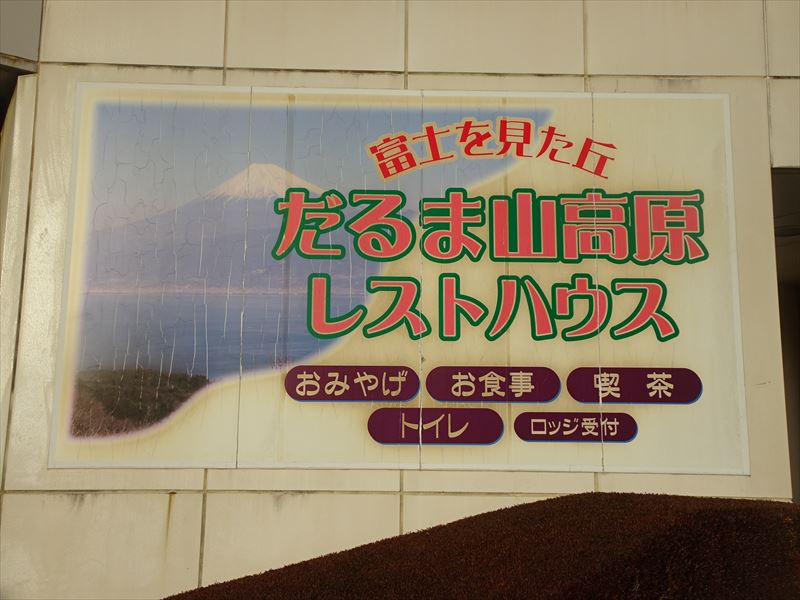 富士を見た丘
だるま山高原
レストハウス
おみやげ お食事 喫茶
トイレ ロッジ受付